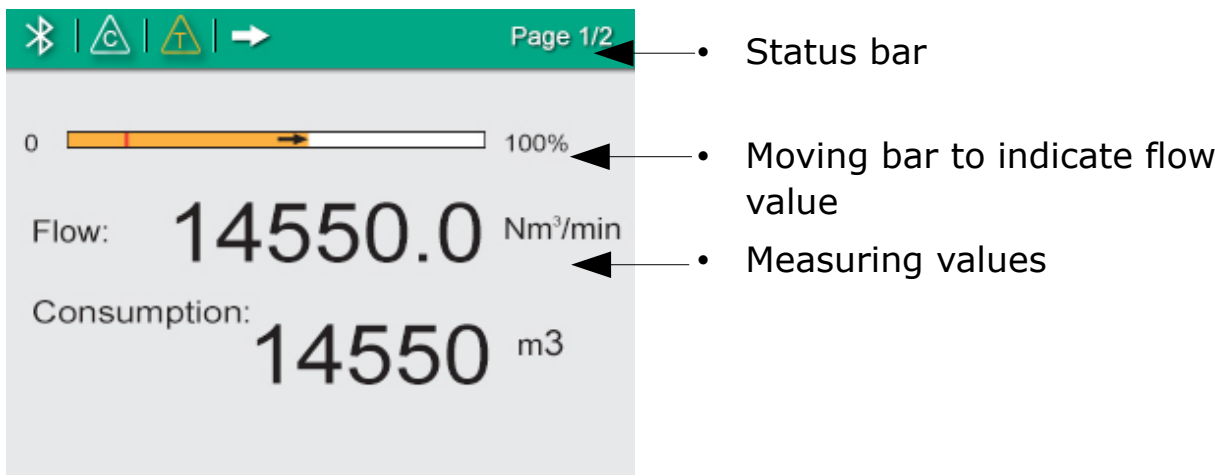 C T Page 1/2
• Status bar
0 100%
• Moving bar to indicate flow
value
Flow: 14550.0 Nm³/min
• Measuring values
Consumption:
14550 m3